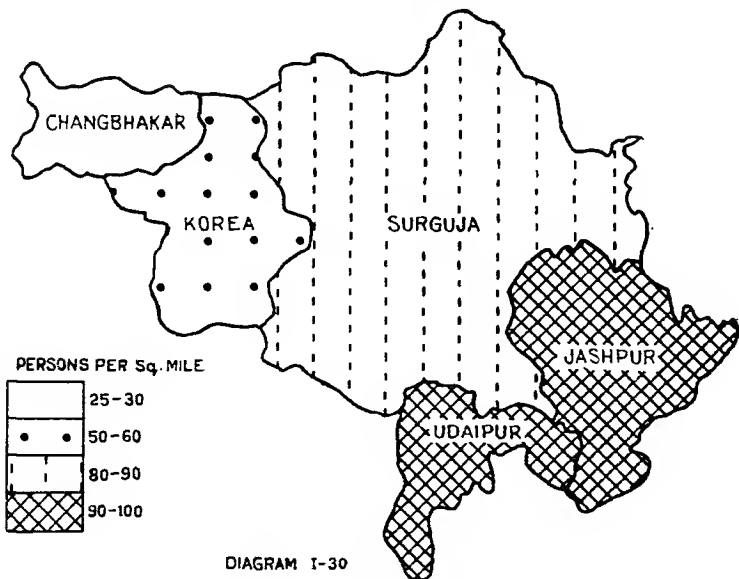 CHANGBHAKAR
KOREA
SURGUJA
JASHPUR
UDAIPUR
PERSONS PER Sq. MILE
25-30
50-60
80-90
90-100
DIAGRAM I-30